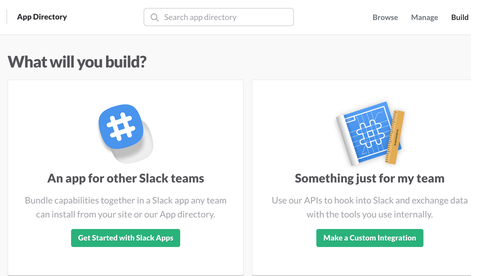 App Directory
Search app directory
Browse
Manage
Build
What will you build?
An app for other Slack teams
Bundle capabilities together in a Slack app any team
can install from your site or our App directory.
Get Started with Slack Apps
Something just for my team
Use our APIs to hook into Slack and exchange data
with the tools you use internally.
Make a Custom Integration